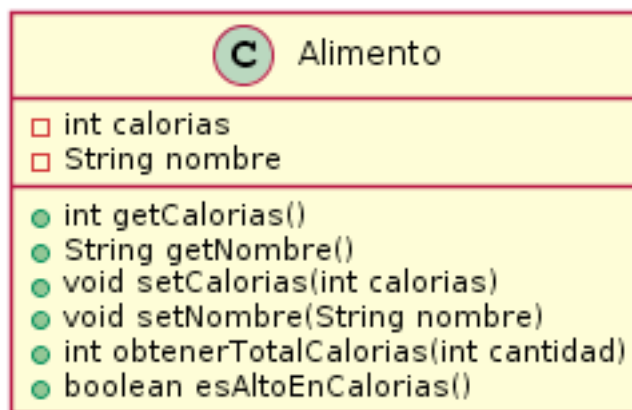 C Alimento
int calorias
String nombre
int getCalorias()
String getNombre()
void setCalorias(int calorias)
void setNombre(String nombre)
int obtenerTotalCalorias(int cantidad)
boolean esAltoEnCalorias()